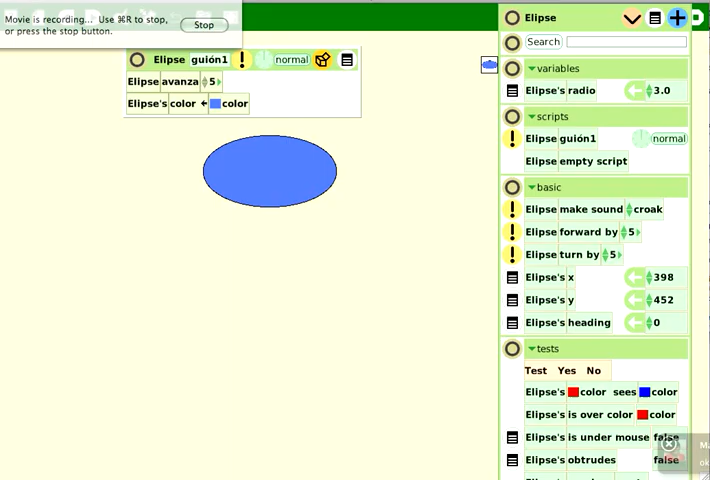 Movie is recording... Use ⌘R to stop,
or press the stop button.
Stop
Elipse guión1 ! normal
Elipse avanza 5
Elipse's color ← color
Elipse
Search
variables
Elipse's radio 3.0
scripts
! Elipse guión1 normal
Elipse empty script
basic
! Elipse make sound croak
! Elipse forward by 5
! Elipse turn by 5
Elipse's x 398
Elipse's y 452
Elipse's heading 0
tests
Test Yes No
Elipse's color sees color
Elipse's is over color color
Elipse's is under mouse false
Elipse's obtrudes false